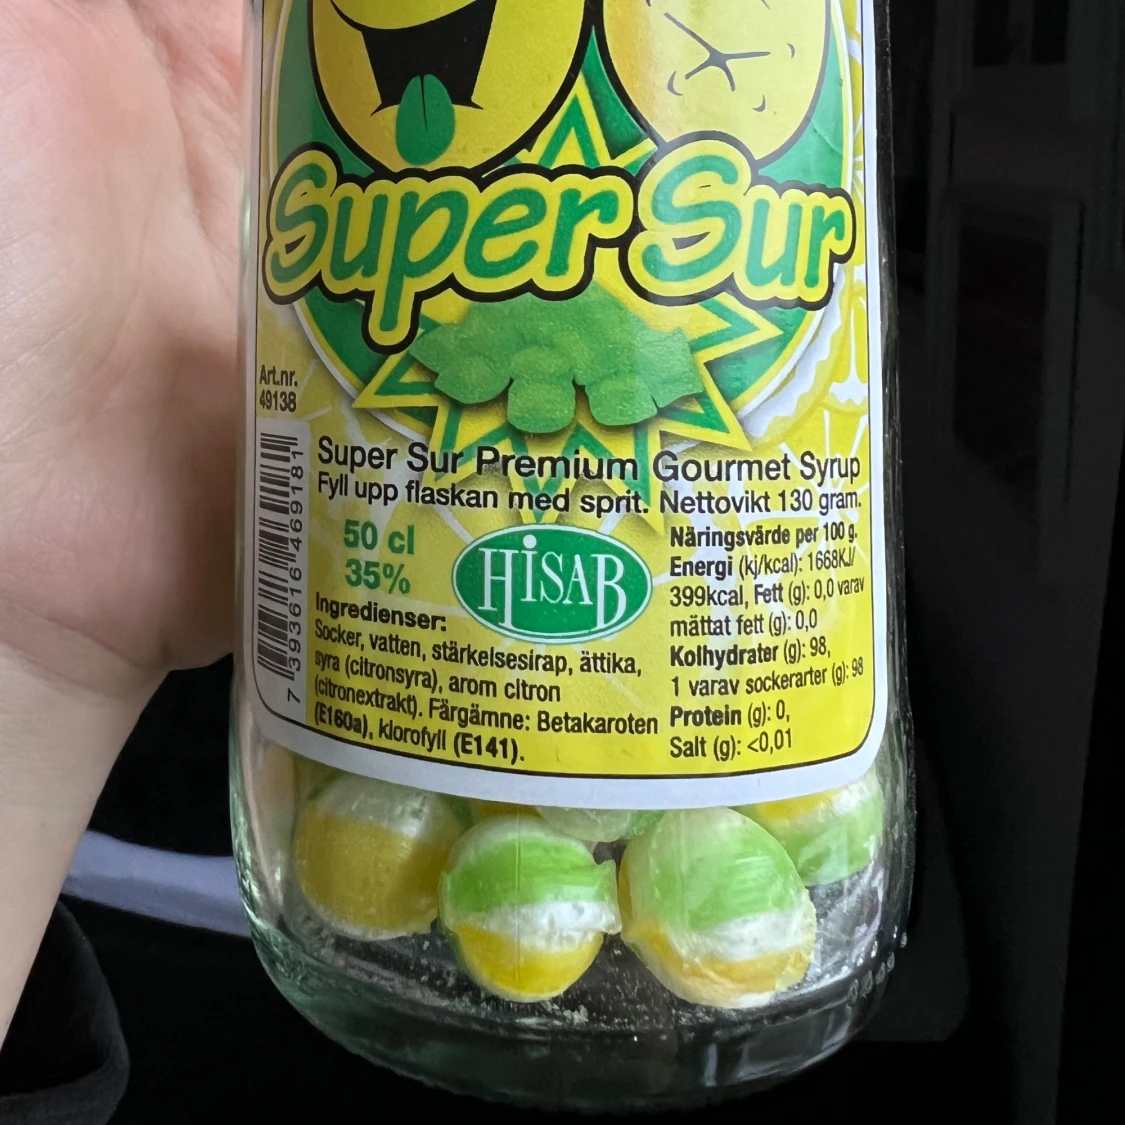 Super Sur
Art.nr.
49138
Super Sur Premium Gourmet Syrup
Fyll upp flaskan med sprit. Nettovikt 130 gram.
50 cl
35%
HiSAB
Ingredienser:
Socker, vatten, stärkelsesirap, ättika,
syra (citronsyra), arom citron
(citronextrakt). Färgämne: Betakaroten
(E160a), klorofyll (E141).
Näringsvärde per 100 g.
Energi (kj/kcal): 1668KJ/
399kcal, Fett (g): 0,0 varav
mättat fett (g): 0,0
Kolhydrater (g): 98,
1 varav sockerarter (g): 98
Protein (g): 0,
Salt (g): <0,01
7 393616 469181